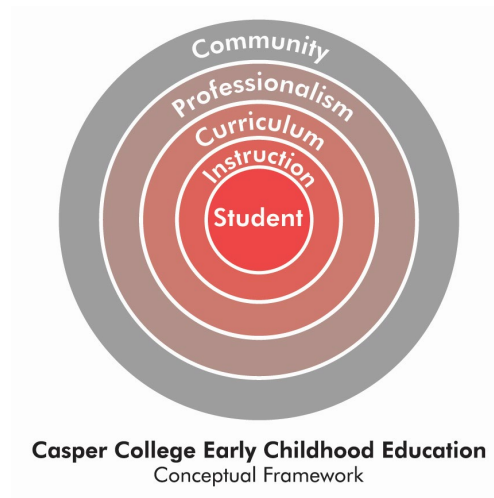 Community
Professionalism
Curriculum
Instruction
Student
Casper College Early Childhood Education
Conceptual Framework